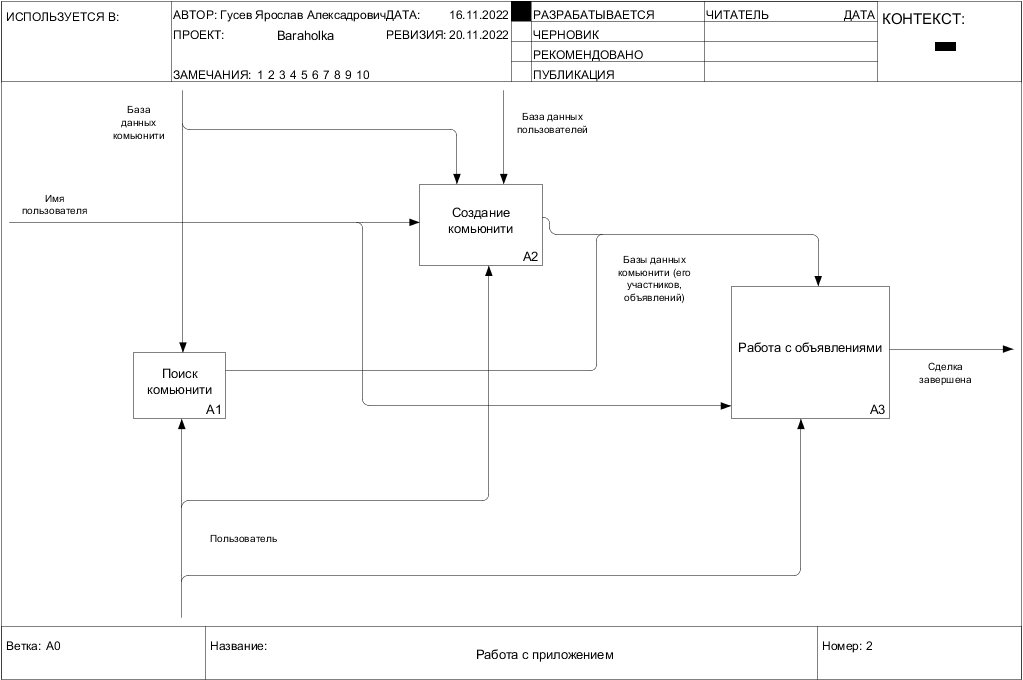 ИСПОЛЬЗУЕТСЯ В:
АВТОР: Гусев Ярослав Алексадрович
ДАТА: 16.11.2022
ПРОЕКТ: Baraholka
РЕВИЗИЯ: 20.11.2022
ЗАМЕЧАНИЯ: 1 2 3 4 5 6 7 8 9 10
РАЗРАБАТЫВАЕТСЯ
ЧЕРНОВИК
РЕКОМЕНДОВАНО
ПУБЛИКАЦИЯ
ЧИТАТЕЛЬ ДАТА
КОНТЕКСТ:
База
данных
комьюнити
База данных
пользователей
Имя
пользователя
Создание
комьюнити
A2
Базы данных
комьюнити (его
участников,
объявлений)
Работа с объявлениями
A3
Сделка
завершена
Поиск
комьюнити
A1
Пользователь
Ветка: A0
Название:
Работа с приложением
Номер: 2